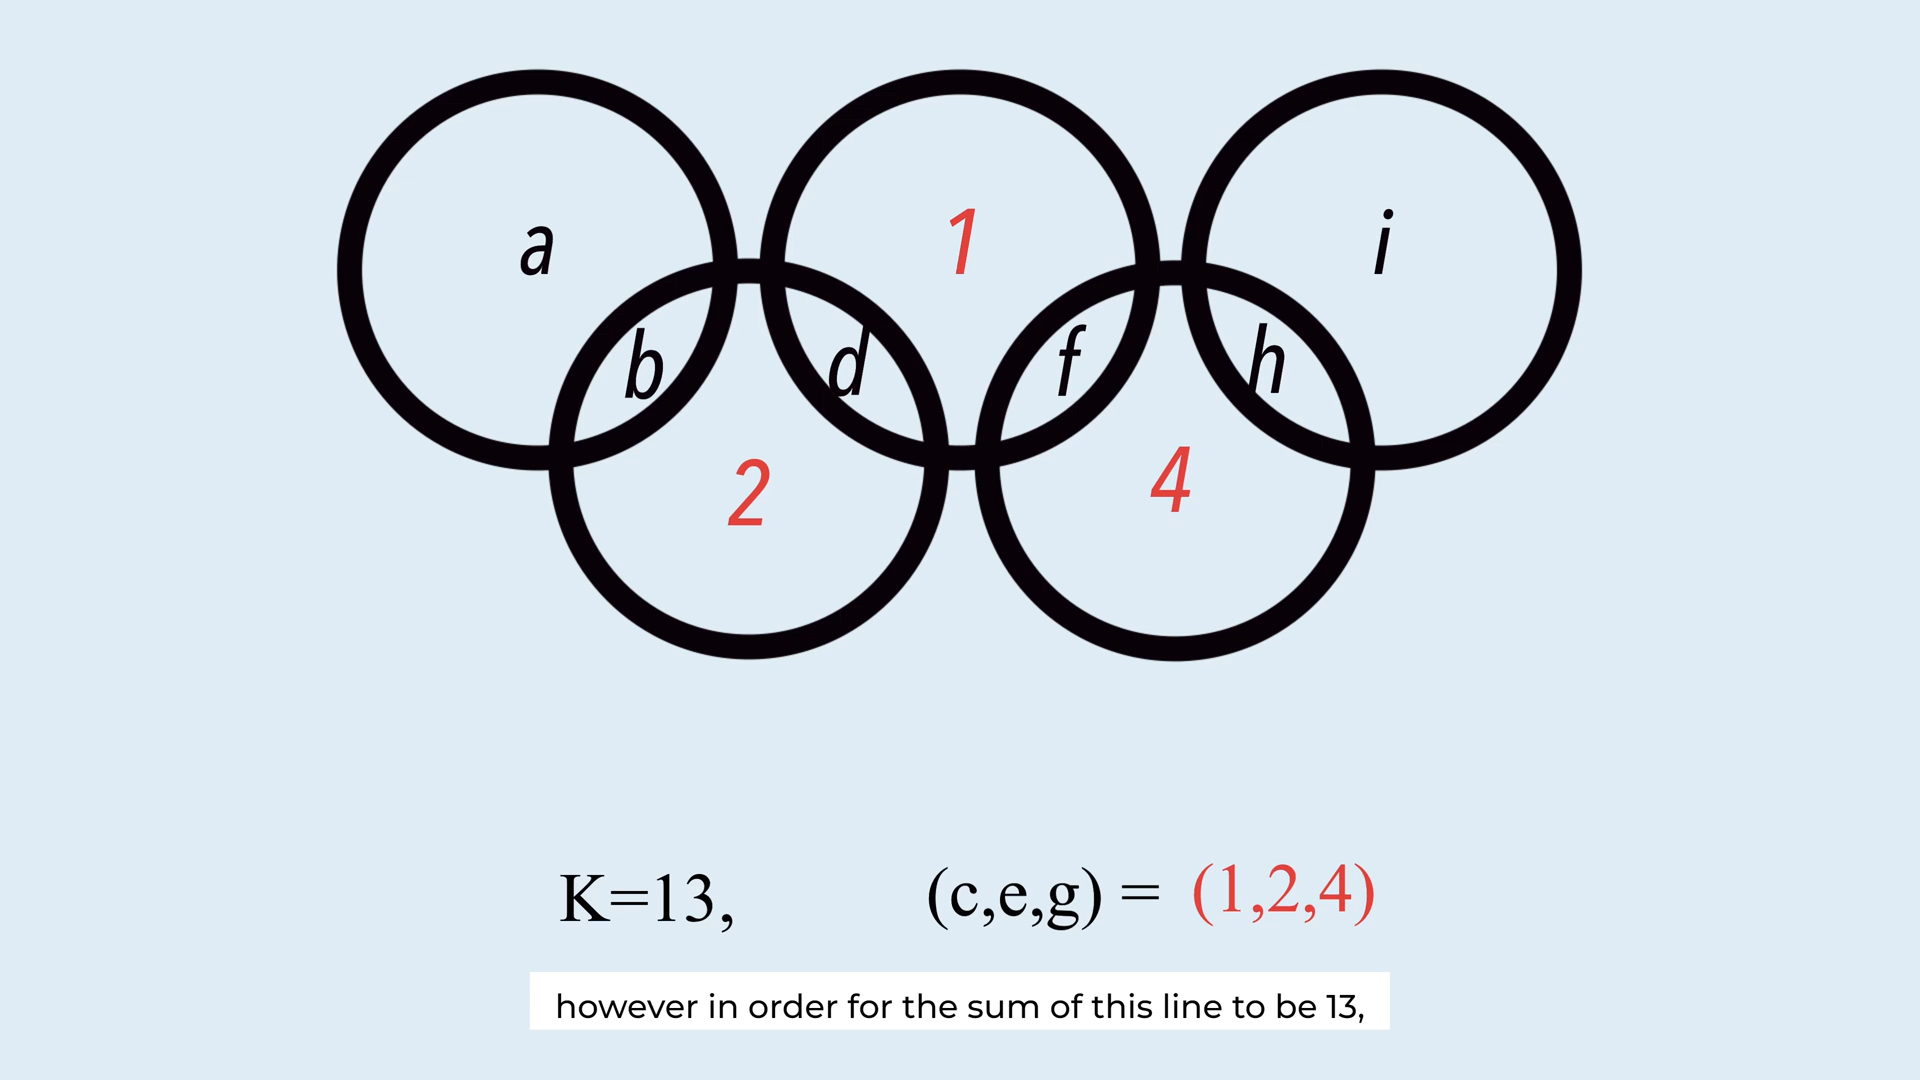 a 1 i
b d f h
2 4
K=13, (c,e,g) = (1,2,4)
however in order for the sum of this line to be 13,